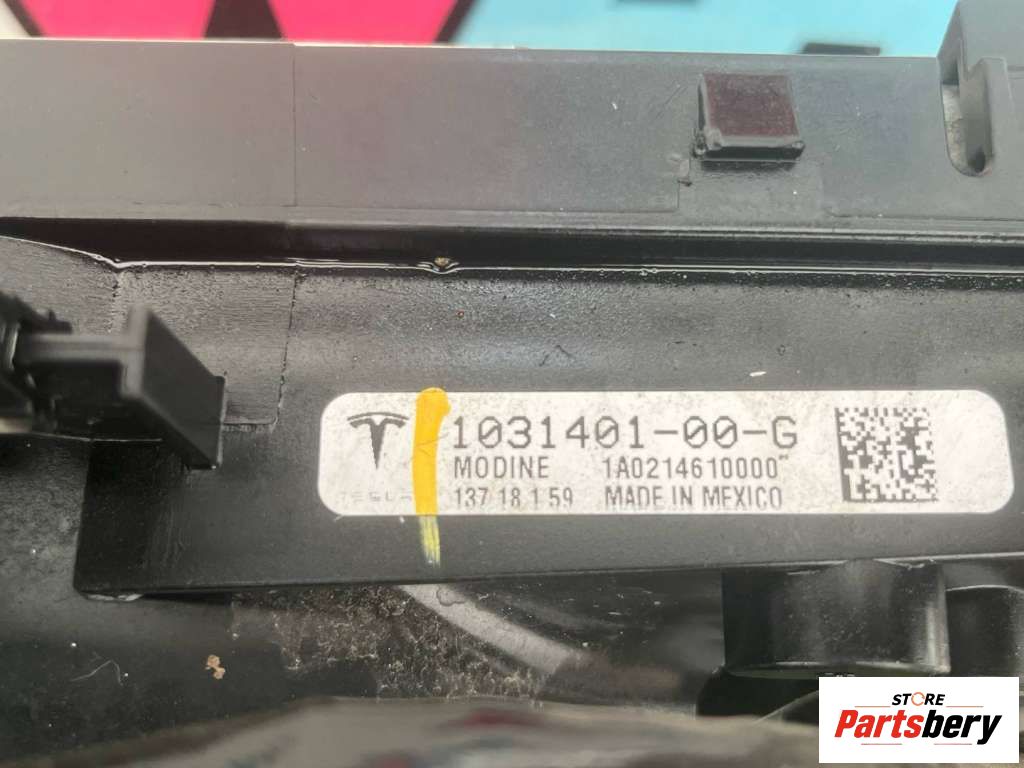 1031401-00-G
MODINE 1A0214610000
137 18 1 59 MADE IN MEXICO
STORE
Partsbery